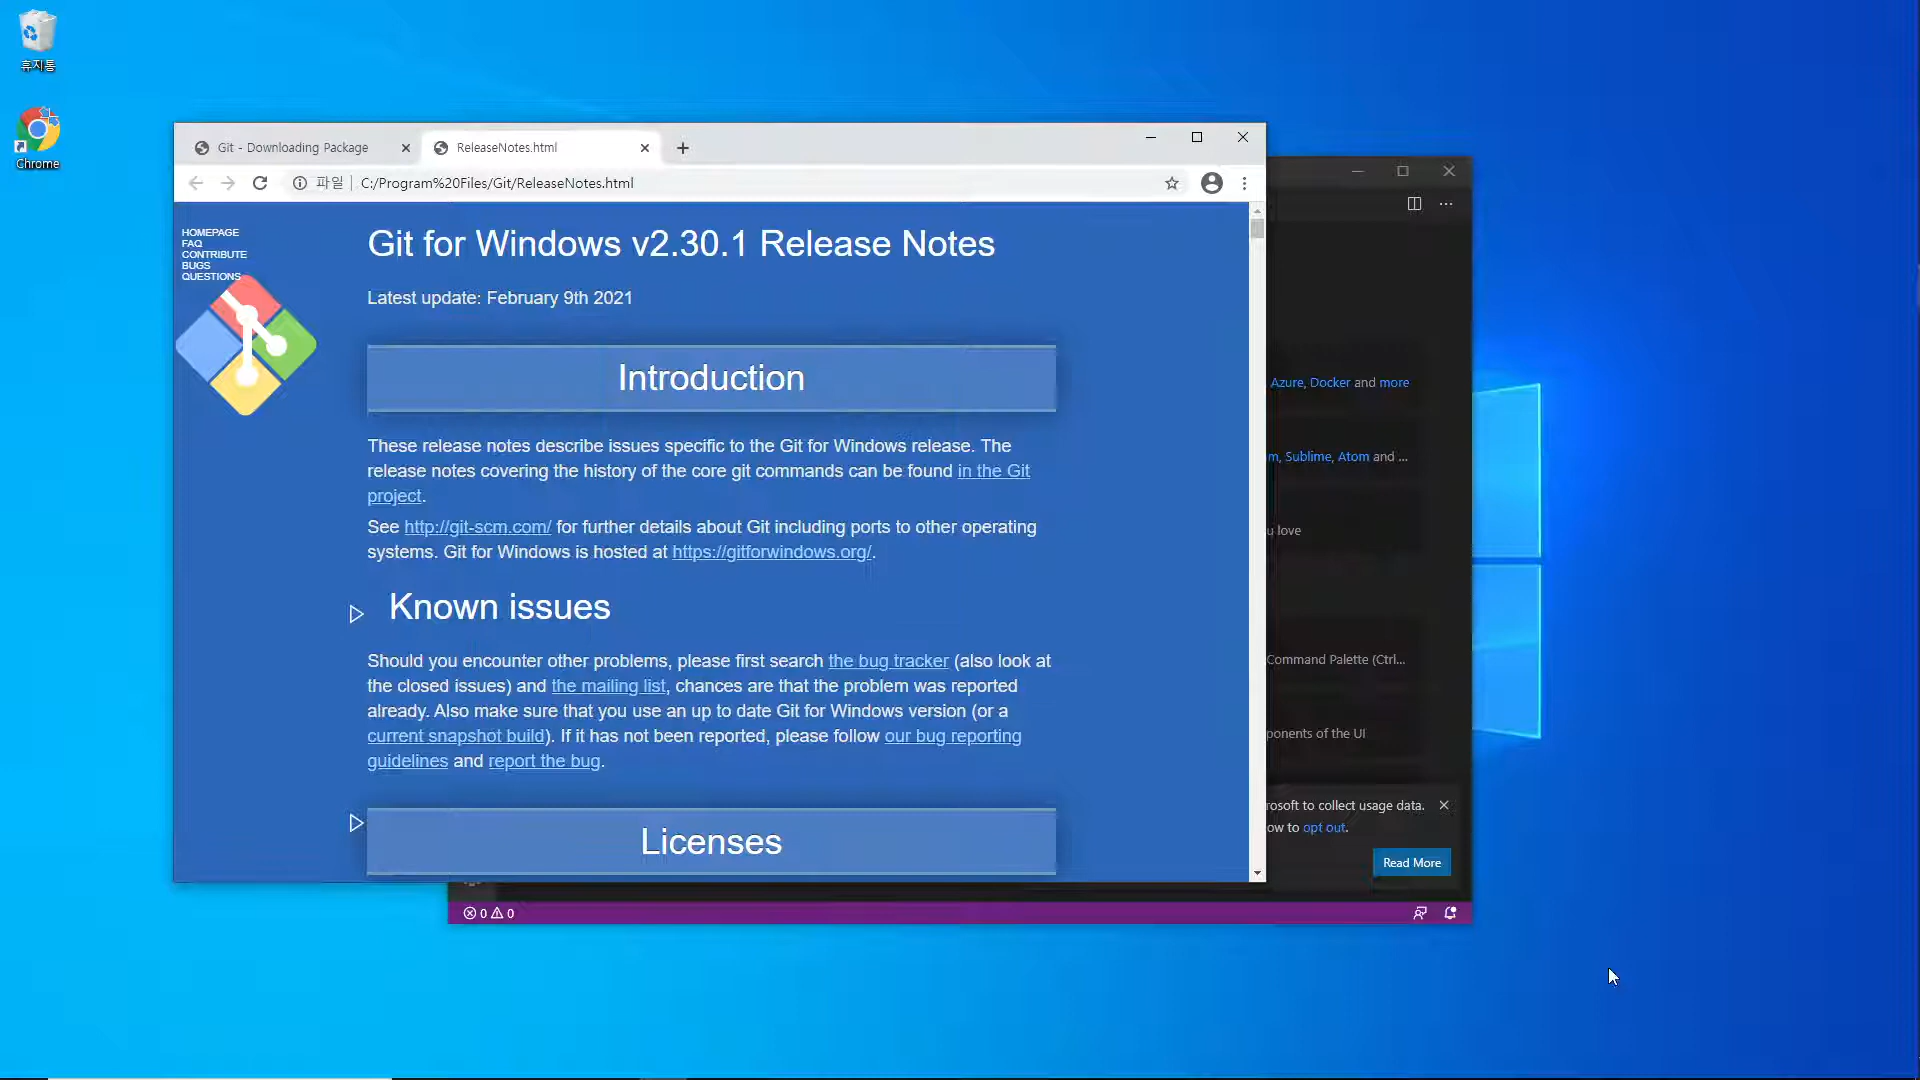 휴지통
Chrome
Git - Downloading Package
ReleaseNotes.html
파일
C:/Program%20Files/Git/ReleaseNotes.html
HOMEPAGE
FAQ
CONTRIBUTE
BUGS
QUESTIONS
Git for Windows v2.30.1 Release Notes
Latest update: February 9th 2021
Introduction
These release notes describe issues specific to the Git for Windows release. The
release notes covering the history of the core git commands can be found in the Git
project.
See http://git-scm.com/ for further details about Git including ports to other operating
systems. Git for Windows is hosted at https://gitforwindows.org/.
Known issues
Should you encounter other problems, please first search the bug tracker (also look at
the closed issues) and the mailing list, chances are that the problem was reported
already. Also make sure that you use an up to date Git for Windows version (or a
current snapshot build). If it has not been reported, please follow our bug reporting
guidelines and report the bug.
Licenses
Azure, Docker and more
m, Sublime, Atom and ...
u love
Command Palette (Ctrl...
ponents of the UI
rosoft to collect usage data.
ow to opt out.
Read More
0 0